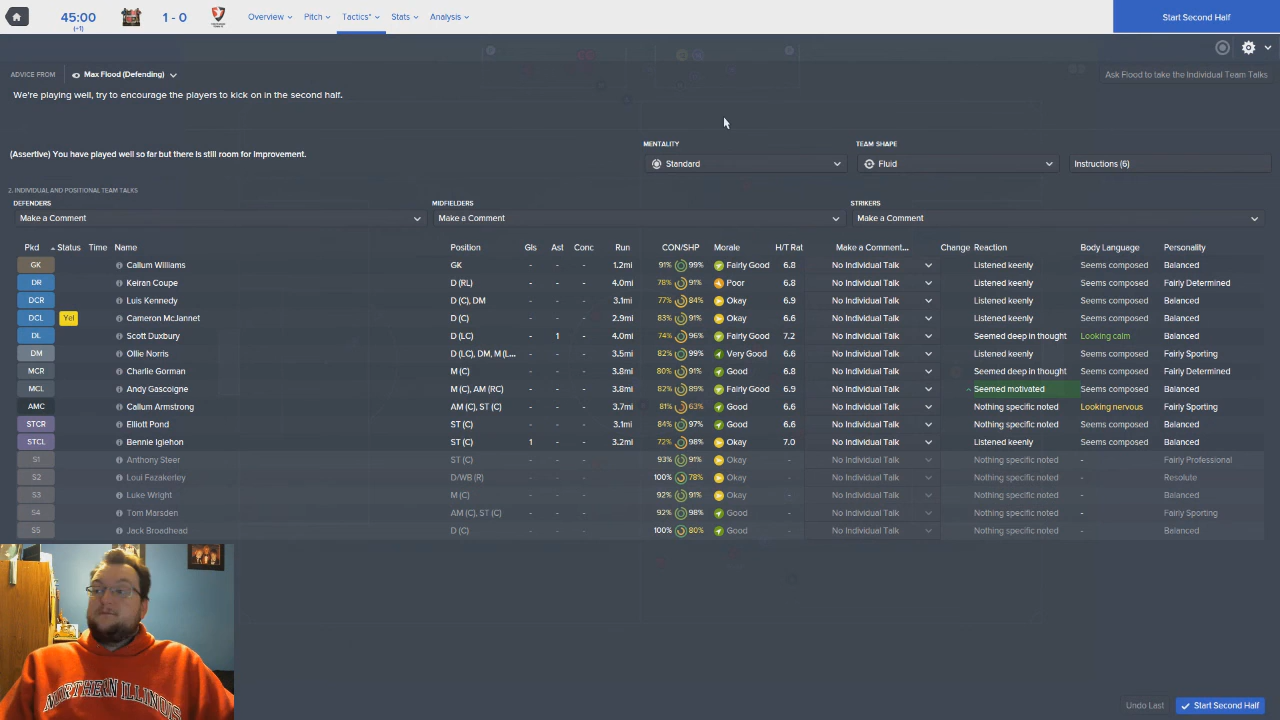 45:00 1 - 0 Overview Pitch Tactics* Stats Analysis Start Second Half
(+1)
ADVICE FROM Max Flood (Defending) Ask Flood to take the Individual Team Talks
We're playing well, try to encourage the players to kick on in the second half.
MENTALITY TEAM SHAPE
(Assertive) You have played well so far but there is still room for improvement.
Standard Fluid Instructions (6)
2. INDIVIDUAL AND POSITIONAL TEAM TALKS
DEFENDERS MIDFIELDERS STRIKERS
Make a Comment Make a Comment Make a Comment
Pkd Status Time Name Position Gls Ast Conc Run CON/SHP Morale H/T Rat Make a Comment... Change Reaction Body Language Personality
GK Callum Williams GK - - - 1.2mi 91% 99% Fairly Good 6.8 No Individual Talk Listened keenly Seems composed Balanced
DR Keiran Coupe D (RL) - - - 4.0mi 78% 91% Poor 6.8 No Individual Talk Listened keenly Seems composed Fairly Determined
DCR Luis Kennedy D (C), DM - - - 3.1mi 77% 84% Okay 6.9 No Individual Talk Listened keenly Seems composed Balanced
DCL Yel Cameron McJannet D (C) - - - 2.9mi 83% 91% Okay 6.6 No Individual Talk Listened keenly Seems composed Balanced
DL Scott Duxbury D (LC) - 1 - 4.0mi 74% 96% Fairly Good 7.2 No Individual Talk Seemed deep in thought Looking calm Balanced
DM Ollie Norris D (LC), DM, M (L... - - - 3.5mi 82% 99% Very Good 6.6 No Individual Talk Listened keenly Seems composed Fairly Sporting
MCR Charlie Gorman M (C) - - - 3.8mi 80% 91% Good 6.8 No Individual Talk Seemed deep in thought Seems composed Fairly Determined
MCL Andy Gascoigne M (C), AM (RC) - - - 3.8mi 82% 89% Fairly Good 6.9 No Individual Talk Seemed motivated Seems composed Balanced
AMC Callum Armstrong AM (C), ST (C) - - - 3.7mi 81% 63% Good 6.6 No Individual Talk Nothing specific noted Looking nervous Fairly Sporting
STCR Elliott Pond ST (C) - - - 3.1mi 84% 97% Good 6.6 No Individual Talk Nothing specific noted Seems composed Balanced
STCL Bennie Igiehon ST (C) 1 - - 3.2mi 72% 98% Okay 7.0 No Individual Talk Listened keenly Seems composed Balanced
S1 Anthony Steer ST (C) 93% 91% Okay - No Individual Talk Nothing specific noted - Fairly Professional
S2 Loui Fazakerley D/WB (R) 100% 78% Okay - No Individual Talk Nothing specific noted - Resolute
S3 Luke Wright M (C) 92% 91% Okay - No Individual Talk Nothing specific noted - Balanced
S4 Tom Marsden AM (C), ST (C) 92% 98% Good - No Individual Talk Nothing specific noted - Fairly Sporting
S5 Jack Broadhead D (C) 100% 80% Good - No Individual Talk Nothing specific noted - Balanced
NORTHERN ILLINOIS
Undo Last Start Second Half